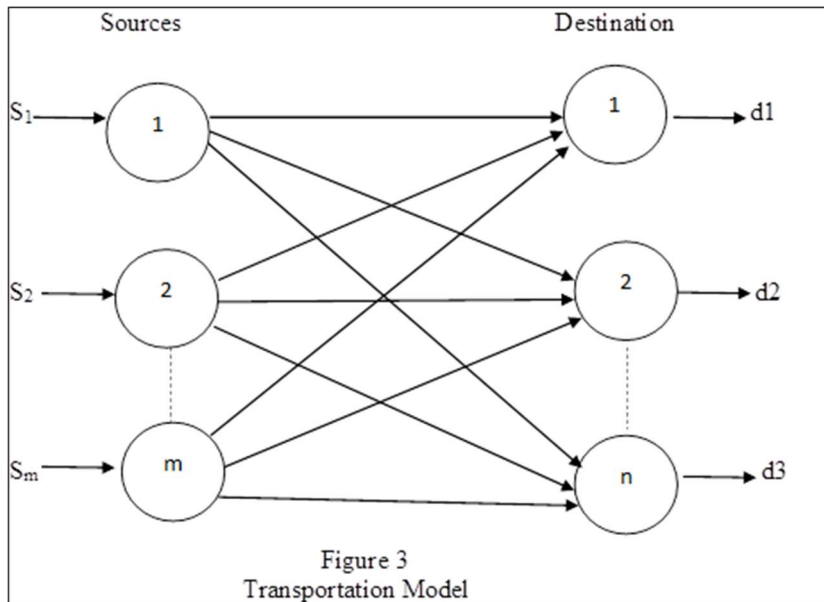 Sources Destination
S₁ 1 1 d1
S₂ 2 2 d2
Sₘ m n d3
Figure 3
Transportation Model